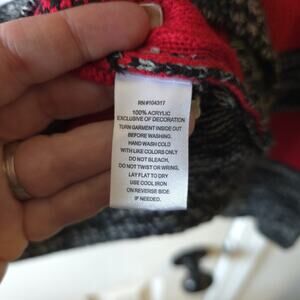 RN#104317
100% ACRYLIC
EXCLUSIVE OF DECORATION
TURN GARMENT INSIDE OUT
BEFORE WASHING.
HAND WASH COLD
WITH LIKE COLORS ONLY
DO NOT BLEACH,
DO NOT TWIST OR WRING,
LAY FLAT TO DRY
USE COOL IRON
ON REVERSE SIDE
IF NEEDED.